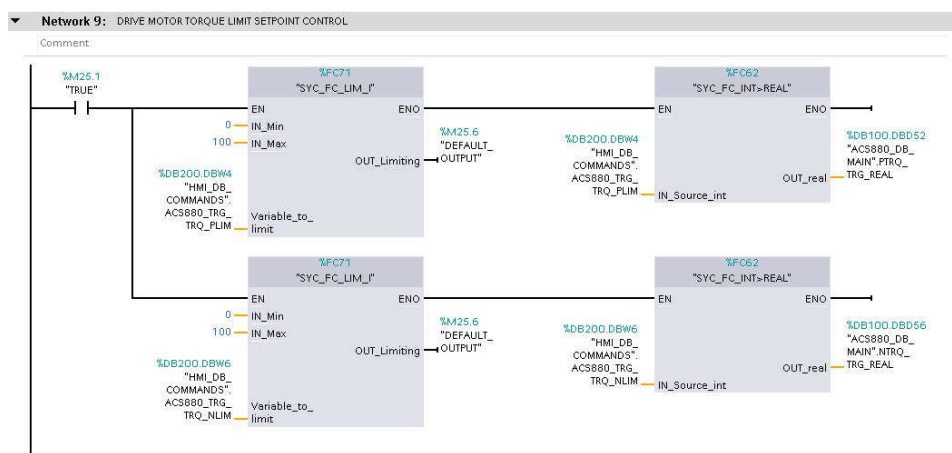 Network 9: DRIVE MOTOR TORQUE LIMIT SETPOINT CONTROL
Comment
%M25.1
"TRUE"
%FC71
"SYC_FC_LIM_I"
EN
ENO
0
IN_Min
100
IN_Max
%M25.6
"DEFAULT_
OUTPUT"
OUT_Limiting
%DB200.DBW4
"HMI_DB_
COMMANDS".
ACS880_TRG_
TRQ_PLIM
Variable_to_
limit
%FC62
"SYC_FC_INT>REAL"
EN
ENO
%DB200.DBW4
"HMI_DB_
COMMANDS".
ACS880_TRG_
TRQ_PLIM
IN_Source_int
%DB100.DBD52
"ACS880_DB_
MAIN".PTRQ_
TRG_REAL
OUT_real
%FC71
"SYC_FC_LIM_I"
EN
ENO
0
IN_Min
100
IN_Max
%M25.6
"DEFAULT_
OUTPUT"
OUT_Limiting
%DB200.DBW6
"HMI_DB_
COMMANDS".
ACS880_TRG_
TRQ_NLIM
Variable_to_
limit
%FC62
"SYC_FC_INT>REAL"
EN
ENO
%DB200.DBW6
"HMI_DB_
COMMANDS".
ACS880_TRG_
TRQ_NLIM
IN_Source_int
%DB100.DBD56
"ACS880_DB_
MAIN".NTRQ_
TRG_REAL
OUT_real